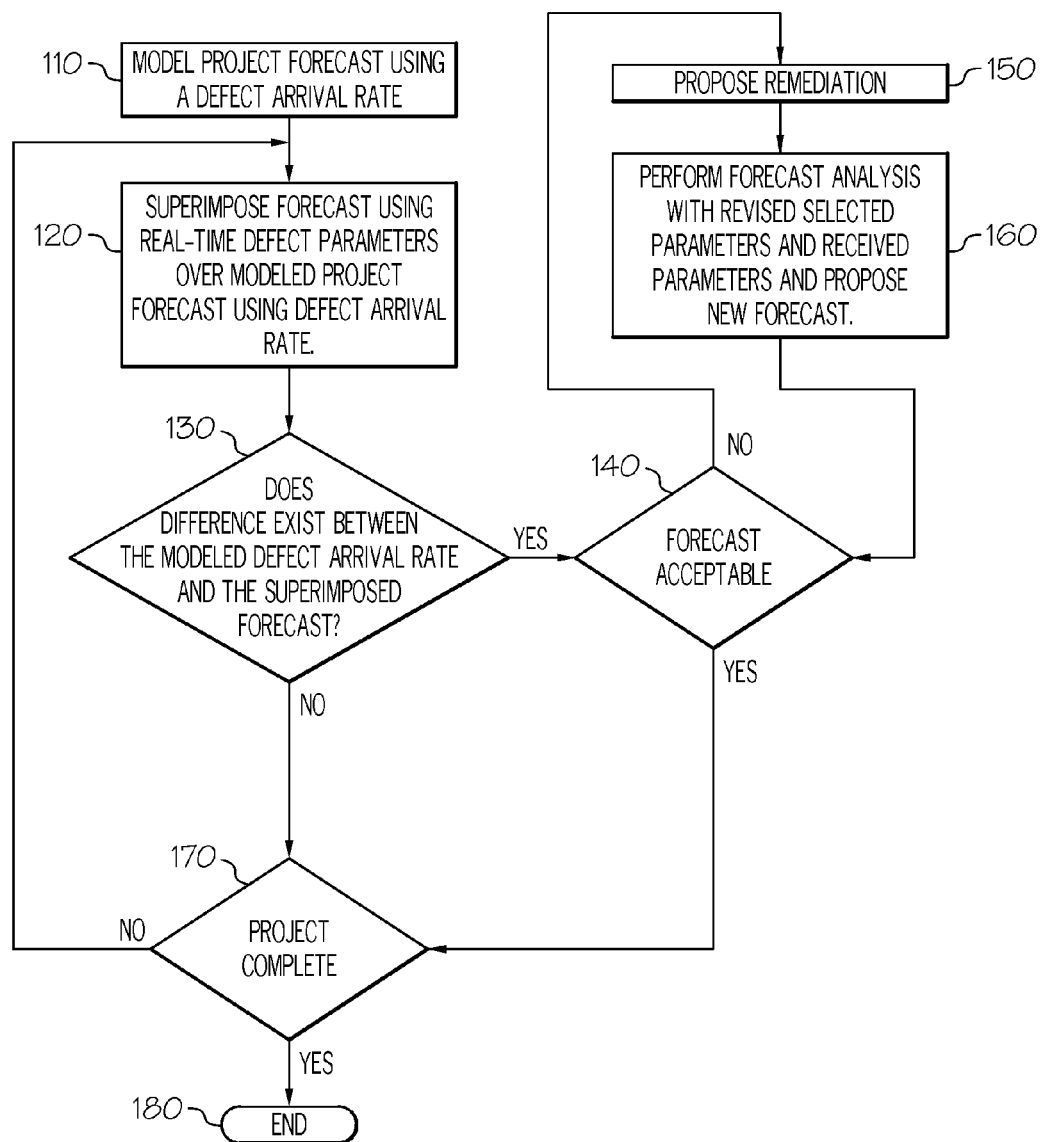 110
MODEL PROJECT FORECAST USING
A DEFECT ARRIVAL RATE
120
SUPERIMPOSE FORECAST USING
REAL-TIME DEFECT PARAMETERS
OVER MODELED PROJECT
FORECAST USING DEFECT ARRIVAL
RATE.
130
DOES
DIFFERENCE EXIST BETWEEN
THE MODELED DEFECT ARRIVAL RATE
AND THE SUPERIMPOSED
FORECAST?
YES
NO
140
FORECAST
ACCEPTABLE
NO
YES
150
PROPOSE REMEDIATION
160
PERFORM FORECAST ANALYSIS
WITH REVISED SELECTED
PARAMETERS AND RECEIVED
PARAMETERS AND PROPOSE
NEW FORECAST.
170
PROJECT
COMPLETE
NO
YES
180
END